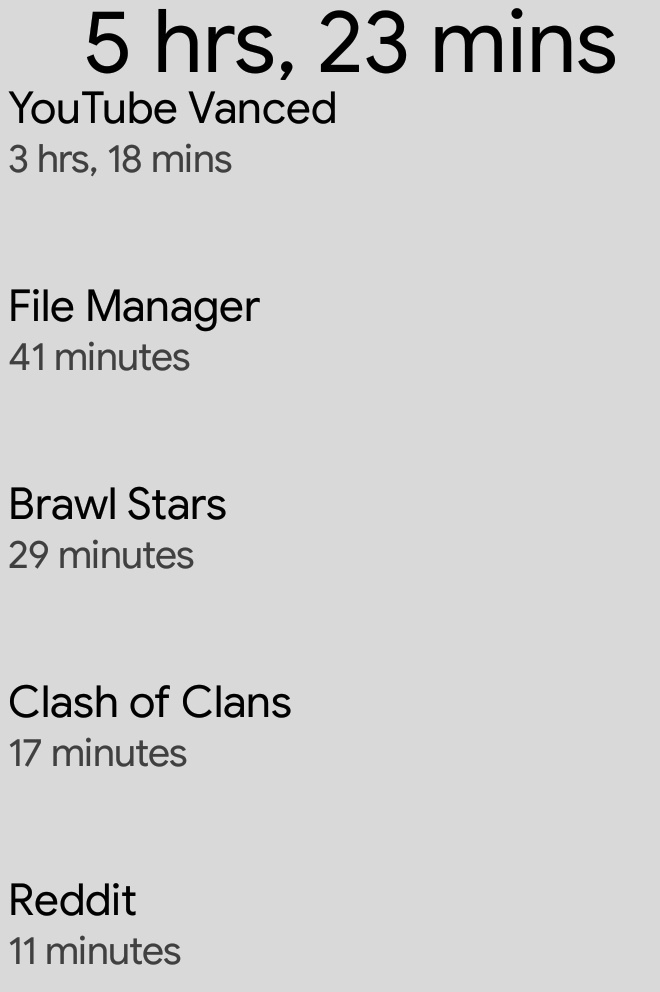 5 hrs, 23 mins
YouTube Vanced
3 hrs, 18 mins
File Manager
41 minutes
Brawl Stars
29 minutes
Clash of Clans
17 minutes
Reddit
11 minutes